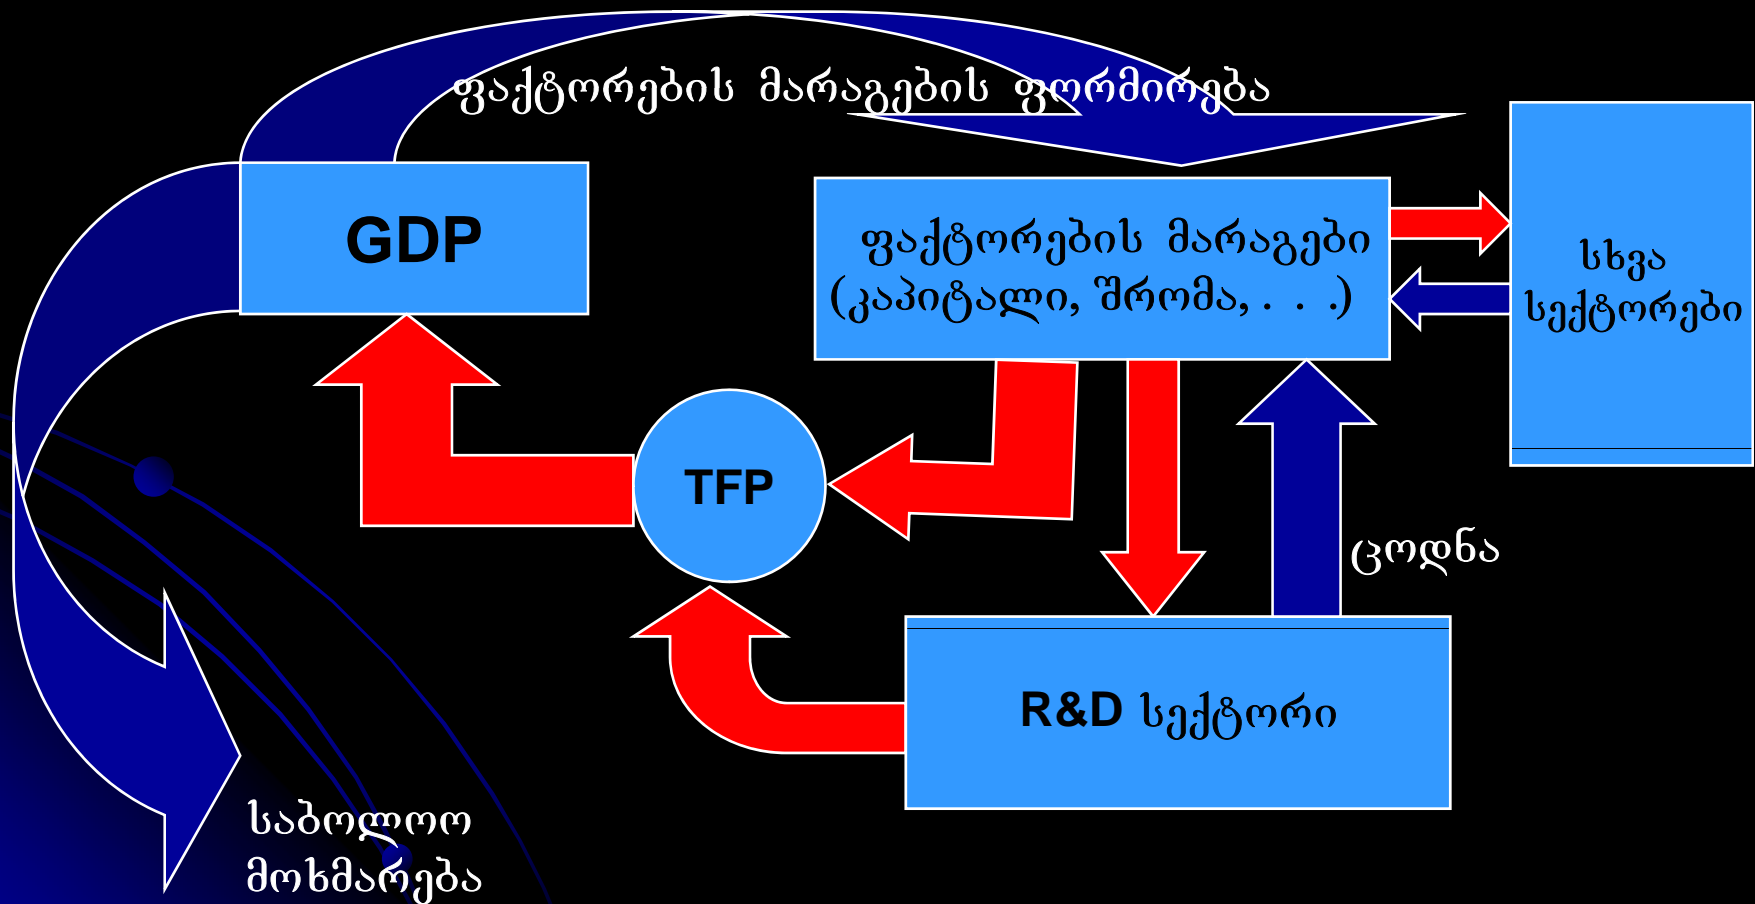 ფაქტორების მარაგების ფორმირება
GDP
ფაქტორების მარაგები
(კაპიტალი, შრომა, . . .)
სხვა
სექტორები
TFP
ცოდნა
R&D სექტორი
საბოლოო
მოხმარება